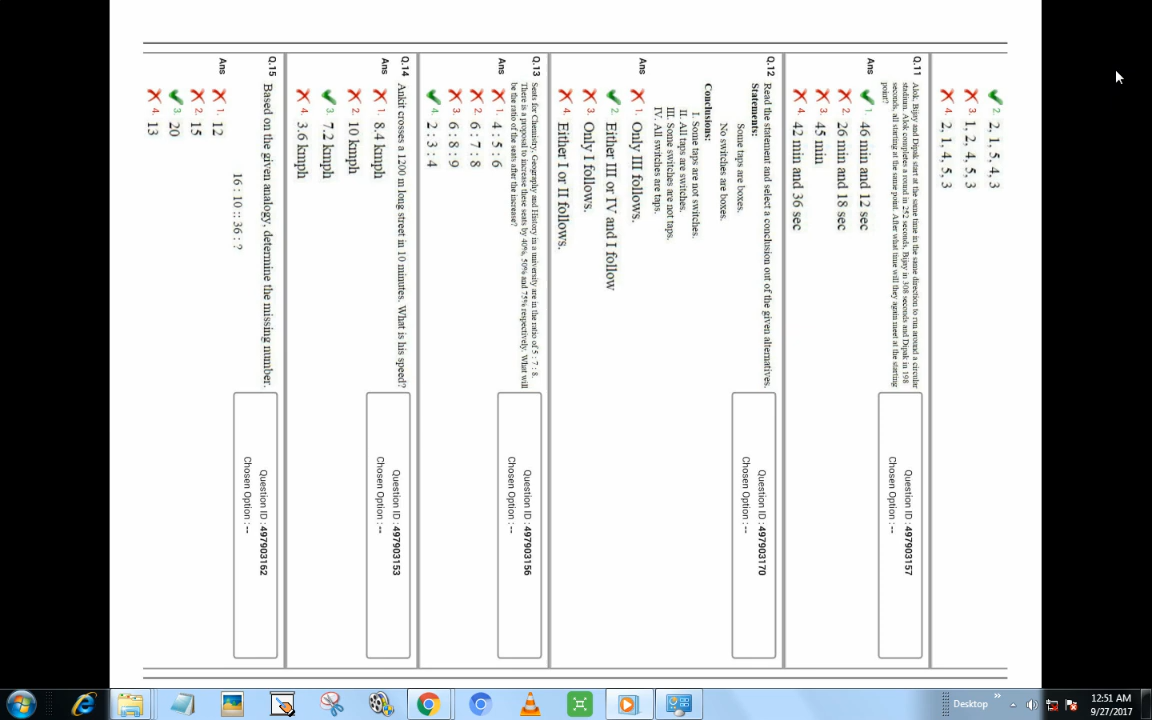 2. 2, 1, 5, 4, 3
3. 1, 2, 4, 5, 3
4. 2, 1, 4, 5, 3
Q.11 Alok, Bijay and Dipak start at the same time in the same direction to run around a circular
stadium. Alok completes a round in 252 seconds, Bijay in 308 seconds and Dipak in 198
seconds, all starting at the same point. After what time will they again meet at the starting
point?
Ans 1. 46 min and 12 sec
2. 26 min and 18 sec
3. 45 min
4. 42 min and 36 sec
Question ID : 497903157
Chosen Option : --
Q.12 Read the statement and select a conclusion out of the given alternatives.
Statements:
Some taps are boxes.
No switches are boxes.
Conclusions:
I. Some taps are not switches.
II. All taps are switches.
III. Some switches are not taps.
IV. All switches are taps.
Ans 1. Only III follows.
2. Either III or IV and I follow
3. Only I follows.
4. Either I or II follows.
Question ID : 497903170
Chosen Option : --
Q.13 Seats for Chemistry, Geography and History in a university are in the ratio of 5 : 7 : 8.
There is a proposal to increase these seats by 40%, 50% and 75% respectively. What will
be the ratio of the seats after the increase?
Ans 1. 4 : 5 : 6
2. 6 : 7 : 8
3. 6 : 8 : 9
4. 2 : 3 : 4
Question ID : 497903156
Chosen Option : --
Q.14 Ankit crosses a 1200 m long street in 10 minutes. What is his speed?
Ans 1. 8.4 kmph
2. 10 kmph
3. 7.2 kmph
4. 3.6 kmph
Question ID : 497903153
Chosen Option : --
Q.15 Based on the given analogy, determine the missing number.
16 : 10 :: 36 : ?
Ans 1. 12
2. 15
3. 20
4. 13
Question ID : 497903162
Chosen Option : --
Desktop
12:51 AM
9/27/2017